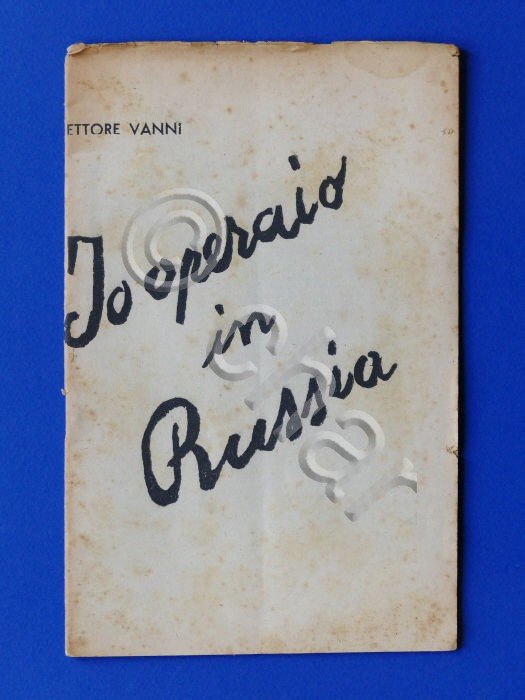 ETTORE VANNI
Io operaio
in
Russia